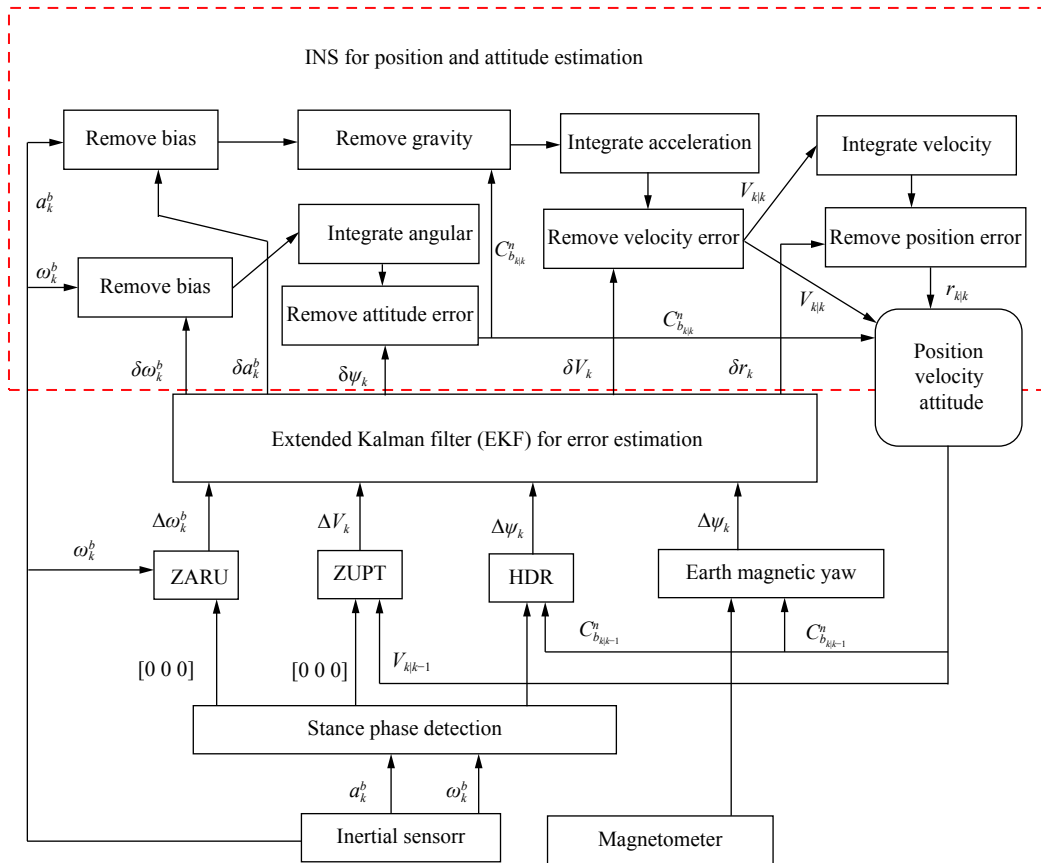 INS for position and attitude estimation
Remove bias
Remove gravity
Integrate acceleration
Integrate velocity
a_k^b
V_{k|k}
Integrate angular
C_{b_{k|k}}^n
Remove velocity error
Remove position error
ω_k^b
Remove bias
r_{k|k}
V_{k|k}
Remove attitude error
C_{b_{k|k}}^n
Position
velocity
attitude
δω_k^b
δa_k^b
δψ_k
δV_k
δr_k
Extended Kalman filter (EKF) for error estimation
Δω_k^b
ΔV_k
Δψ_k
Δψ_k
ω_k^b
ZARU
ZUPT
HDR
Earth magnetic yaw
C_{b_{k|k−1}}^n
C_{b_{k|k−1}}^n
[0 0 0]
[0 0 0]
V_{k|k−1}
Stance phase detection
a_k^b
ω_k^b
Inertial sensorr
Magnetometer